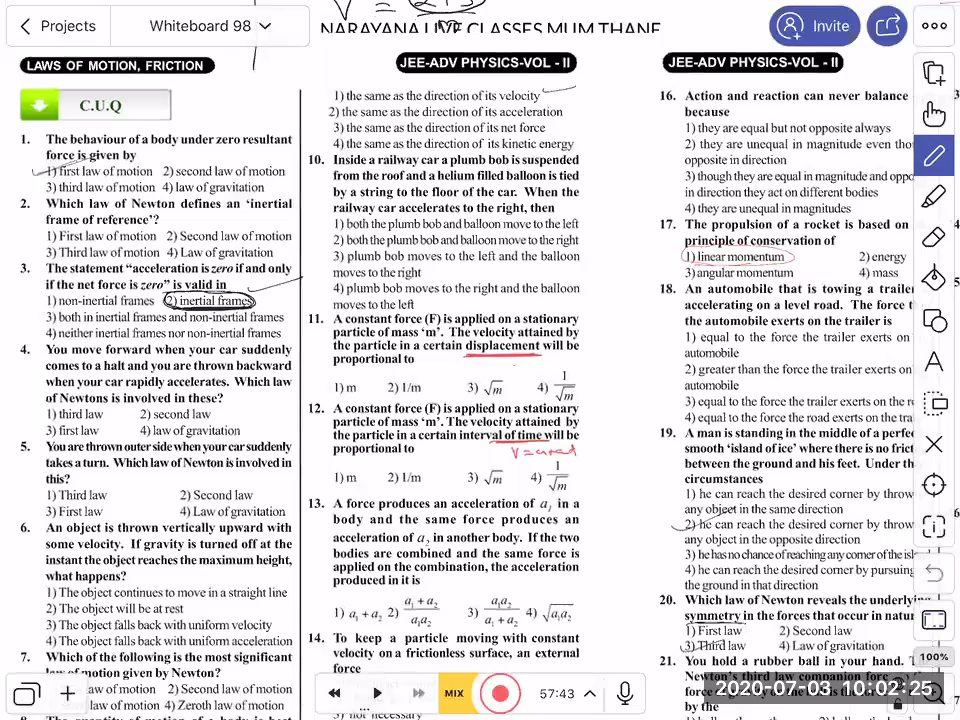 Projects
Whiteboard 98
NARAYANA LIVE CLASSES MUM THANE
Invite
LAWS OF MOTION, FRICTION
C.U.Q
1. The behaviour of a body under zero resultant
force is given by
1) first law of motion 2) second law of motion
3) third law of motion 4) law of gravitation
2. Which law of Newton defines an 'inertial
frame of reference'?
1) First law of motion 2) Second law of motion
3) Third law of motion 4) Law of gravitation
3. The statement "acceleration is zero if and only
if the net force is zero" is valid in
1) non-inertial frames 2) inertial frames
3) both in inertial frames and non-inertial frames
4) neither inertial frames nor non-inertial frames
4. You move forward when your car suddenly
comes to a halt and you are thrown backward
when your car rapidly accelerates. Which law
of Newtons is involved in these?
1) third law 2) second law
3) first law 4) law of gravitation
5. You are thrown outer side when your car suddenly
takes a turn. Which law of Newton is involved in
this?
1) Third law 2) Second law
3) First law 4) Law of gravitation
6. An object is thrown vertically upward with
some velocity. If gravity is turned off at the
instant the object reaches the maximum height,
what happens?
1) The object continues to move in a straight line
2) The object will be at rest
3) The object falls back with uniform velocity
4) The object falls back with uniform acceleration
7. Which of the following is the most significant
law of motion given by Newton?
law of motion 2) Second law of motion
law of motion 4) Zeroth law of motion
JEE-ADV PHYSICS-VOL - II
1) the same as the direction of its velocity
2) the same as the direction of its acceleration
3) the same as the direction of its net force
4) the same as the direction of its kinetic energy
10. Inside a railway car a plumb bob is suspended
from the roof and a helium filled balloon is tied
by a string to the floor of the car. When the
railway car accelerates to the right, then
1) both the plumb bob and balloon move to the left
2) both the plumb bob and balloon move to the right
3) plumb bob moves to the left and the balloon
moves to the right
4) plumb bob moves to the right and the balloon
moves to the left
11. A constant force (F) is applied on a stationary
particle of mass 'm'. The velocity attained by
the particle in a certain displacement will be
proportional to
1) m 2) 1/m 3) √m 4) 1/√m
12. A constant force (F) is applied on a stationary
particle of mass 'm'. The velocity attained by
the particle in a certain interval of time will be
proportional to
1) m 2) 1/m 3) √m 4) 1/√m
13. A force produces an acceleration of a₁ in a
body and the same force produces an
acceleration of a₂ in another body. If the two
bodies are combined and the same force is
applied on the combination, the acceleration
produced in it is
1) a₁ + a₂ 2) (a₁ + a₂)/(a₁a₂) 3) (a₁a₂)/(a₁ + a₂) 4) √(a₁a₂)
14. To keep a particle moving with constant
velocity on a frictionless surface, an external
force
3) not necessary
JEE-ADV PHYSICS-VOL - II
16. Action and reaction can never balance
because
1) they are equal but not opposite always
2) they are unequal in magnitude even thou
opposite in direction
3) though they are equal in magnitude and oppo
in direction they act on different bodies
4) they are unequal in magnitudes
17. The propulsion of a rocket is based on
principle of conservation of
1) linear momentum 2) energy
3) angular momentum 4) mass
18. An automobile that is towing a trailer
accelerating on a level road. The force t
the automobile exerts on the trailer is
1) equal to the force the trailer exerts on
automobile
2) greater than the force the trailer exerts on
automobile
3) equal to the force the trailer exerts on the r
4) equal to the force the road exerts on the tra
19. A man is standing in the middle of a perfe
smooth 'island of ice' where there is no frict
between the ground and his feet. Under the
circumstances
1) he can reach the desired corner by throw
any object in the same direction
2) he can reach the desired corner by throw
any object in the opposite direction
3) he has no chance of reaching any corner of the isl
4) he can reach the desired corner by pursuing
the ground in that direction
20. Which law of Newton reveals the underlying
symmetry in the forces that occur in natur
1) First law 2) Second law
3) Third law 4) Law of gravitation
21. You hold a rubber ball in your hand. T
Newton's third law companion force
by the
100%
MIX
57:43
2020-07-03 10:02:25